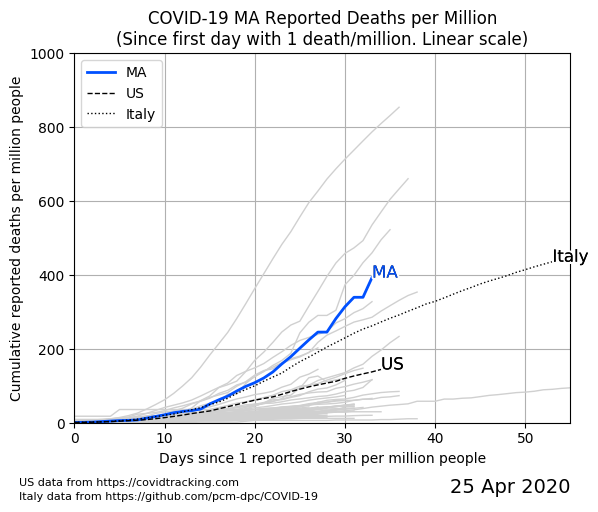 COVID-19 MA Reported Deaths per Million
(Since first day with 1 death/million. Linear scale)
Cumulative reported deaths per million people
1000
800
600
400
200
0
MA
US
Italy
MA
Italy
US
0 10 20 30 40 50
Days since 1 reported death per million people
US data from https://covidtracking.com
Italy data from https://github.com/pcm-dpc/COVID-19
25 Apr 2020